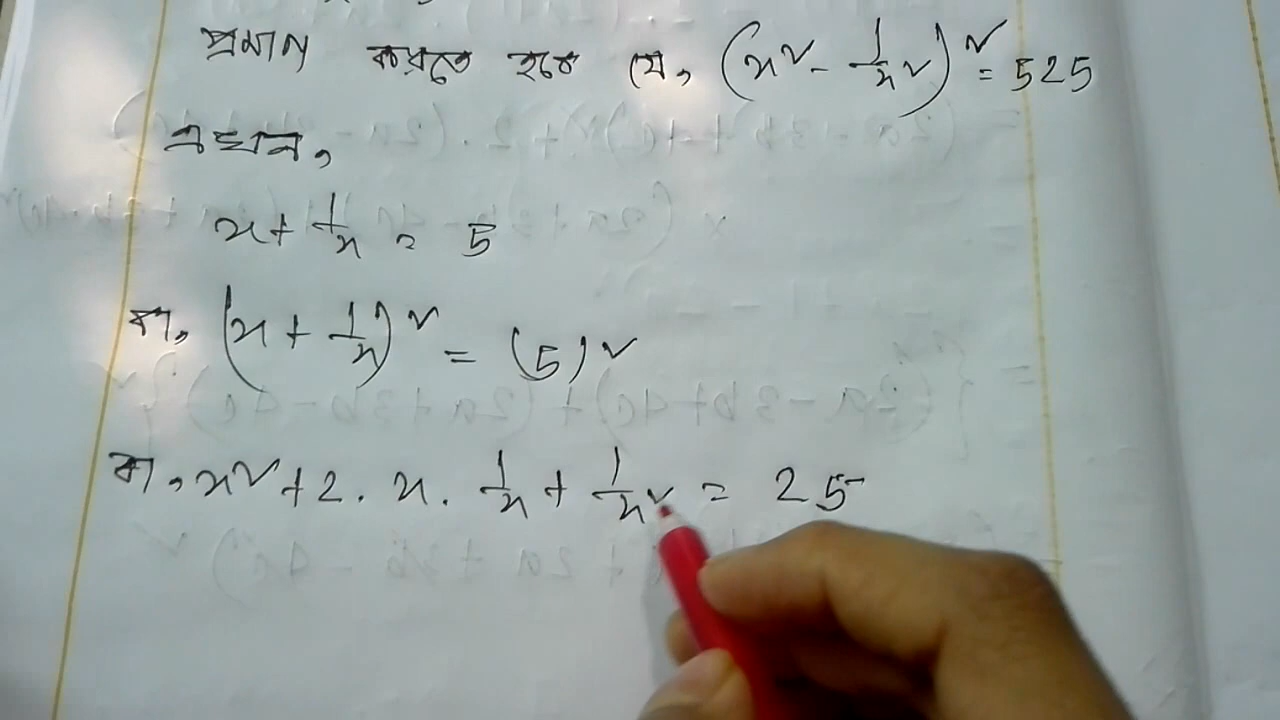 প্রমাণ করতে হবে যে, (x² - 1/x²)² = 525
এখন,
x + 1/x = 5
বা, (x + 1/x)² = (5)²
বা, x² + 2 . x . 1/x + 1/x² = 25